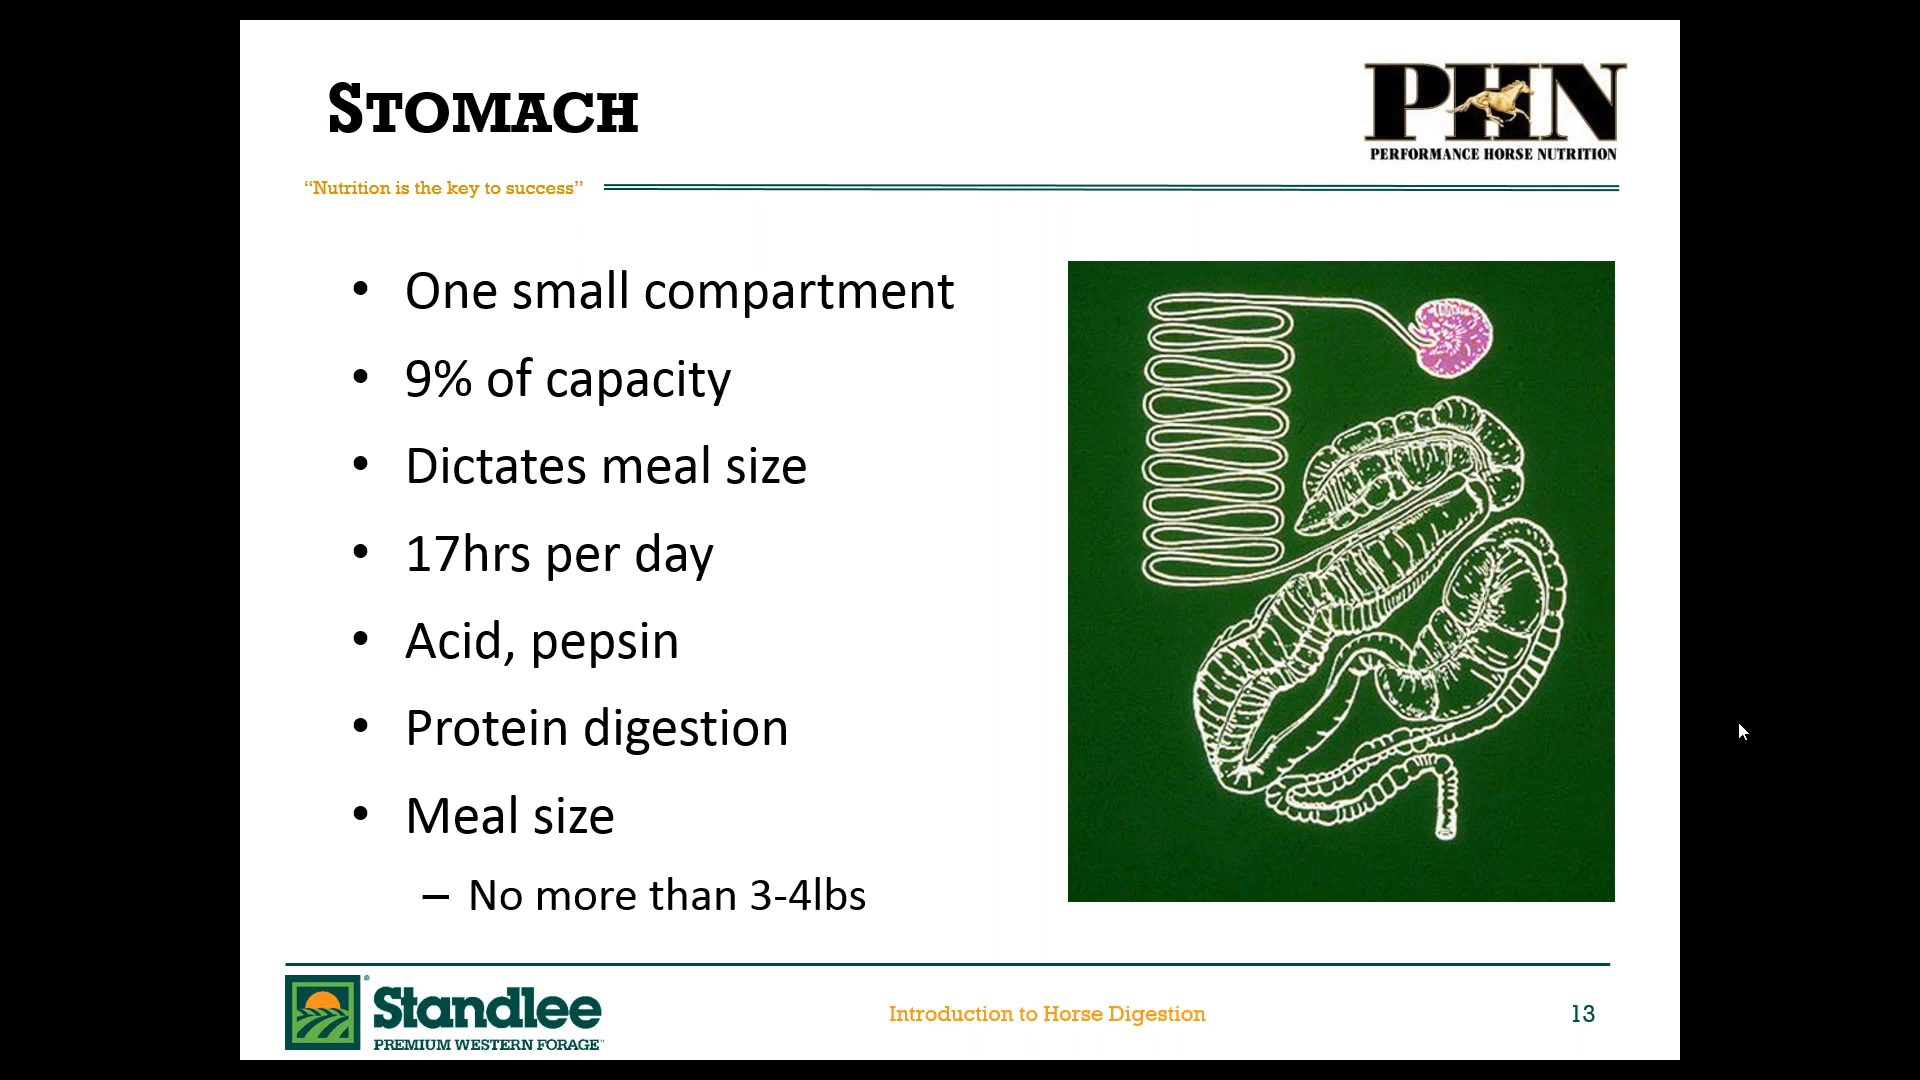 STOMACH
PHN
PERFORMANCE HORSE NUTRITION
“Nutrition is the key to success”
• One small compartment
• 9% of capacity
• Dictates meal size
• 17hrs per day
• Acid, pepsin
• Protein digestion
• Meal size
– No more than 3-4lbs
Standlee®
PREMIUM WESTERN FORAGE™
Introduction to Horse Digestion
13